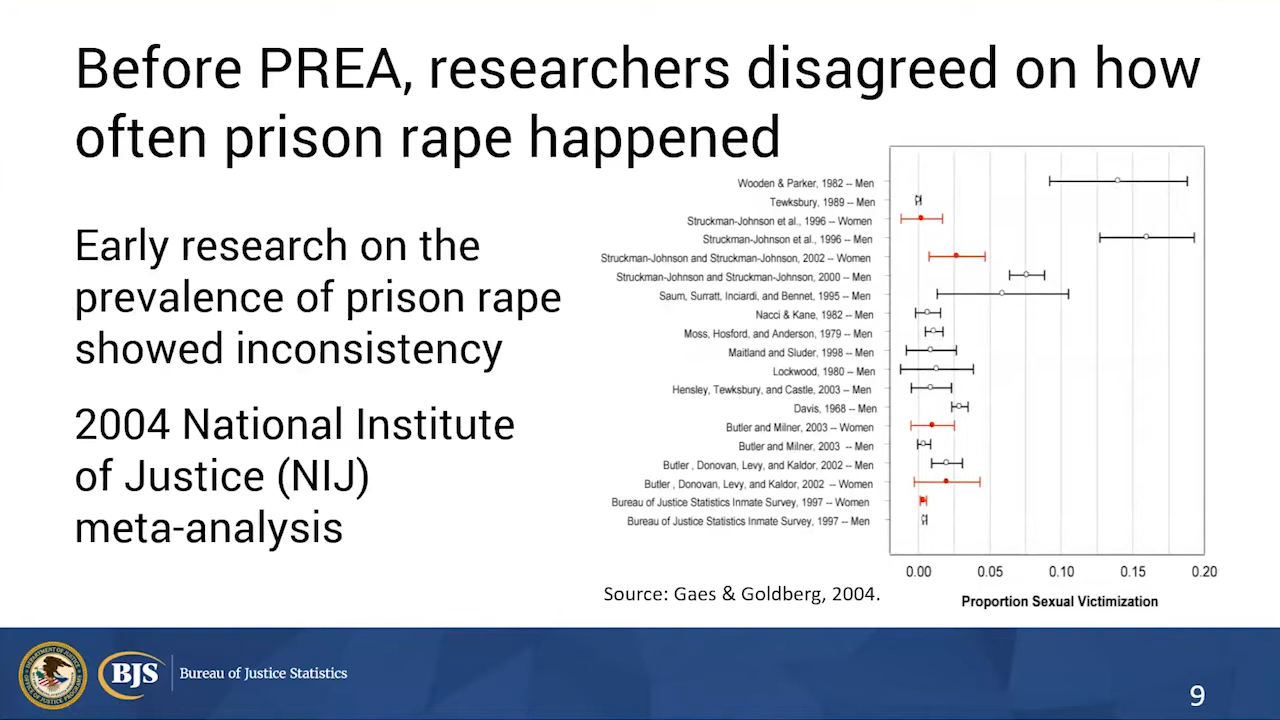 Before PREA, researchers disagreed on how
often prison rape happened
Early research on the
prevalence of prison rape
showed inconsistency
2004 National Institute
of Justice (NIJ)
meta-analysis
Wooden & Parker, 1982 -- Men
Tewksbury, 1989 -- Men
Struckman-Johnson et al., 1996 -- Women
Struckman-Johnson et al., 1996 -- Men
Struckman-Johnson and Struckman-Johnson, 2002 -- Women
Struckman-Johnson and Struckman-Johnson, 2000 -- Men
Saum, Surratt, Inciardi, and Bennet, 1995 -- Men
Nacci & Kane, 1982 -- Men
Moss, Hosford, and Anderson, 1979 -- Men
Maitland and Sluder, 1998 -- Men
Lockwood, 1980 -- Men
Hensley, Tewksbury, and Castle, 2003 -- Men
Davis, 1968 -- Men
Butler and Milner, 2003 -- Women
Butler and Milner, 2003 -- Men
Butler , Donovan, Levy, and Kaldor, 2002 -- Men
Butler , Donovan, Levy, and Kaldor, 2002 -- Women
Bureau of Justice Statistics Inmate Survey, 1997 -- Women
Bureau of Justice Statistics Inmate Survey, 1997 -- Men
0.00 0.05 0.10 0.15 0.20
Proportion Sexual Victimization
Source: Gaes & Goldberg, 2004.
BJS
Bureau of Justice Statistics
9